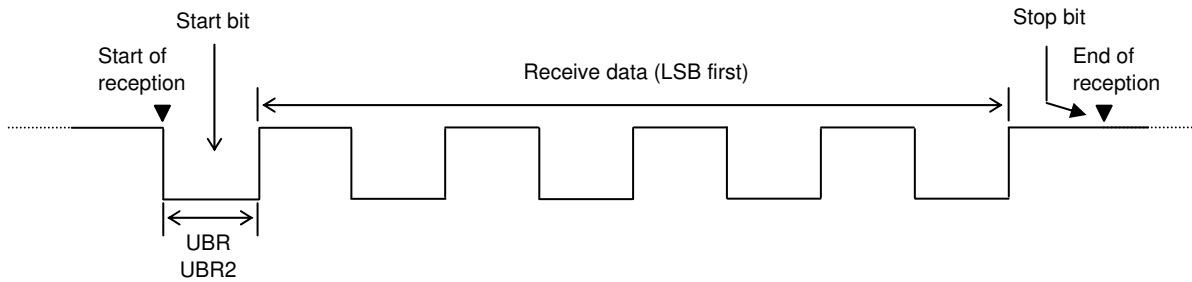 Start bit
Stop bit
Start of
reception
Receive data (LSB first)
End of
reception
UBR
UBR2